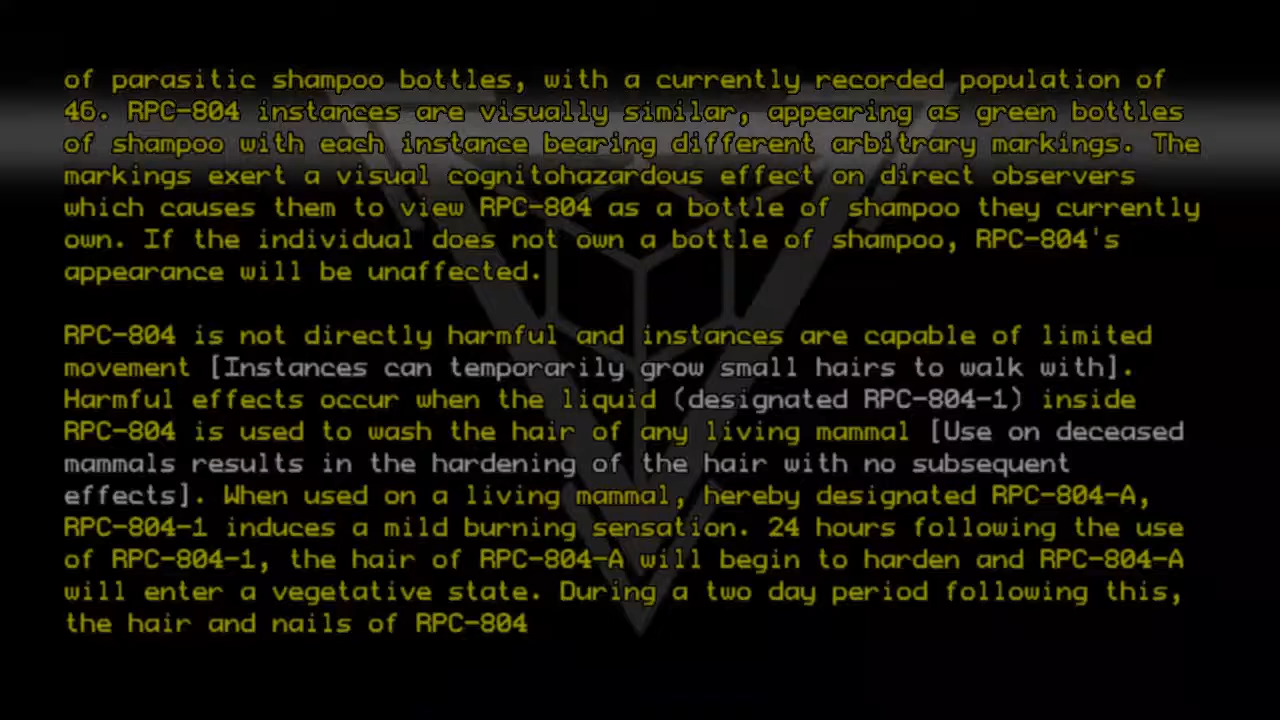 of parasitic shampoo bottles, with a currently recorded population of
46. RPC-804 instances are visually similar, appearing as green bottles
of shampoo with each instance bearing different arbitrary markings. The
markings exert a visual cognitohazardous effect on direct observers
which causes them to view RPC-804 as a bottle of shampoo they currently
own. If the individual does not own a bottle of shampoo, RPC-804's
appearance will be unaffected.
RPC-804 is not directly harmful and instances are capable of limited
movement [Instances can temporarily grow small hairs to walk with].
Harmful effects occur when the liquid (designated RPC-804-1) inside
RPC-804 is used to wash the hair of any living mammal [Use on deceased
mammals results in the hardening of the hair with no subsequent
effects]. When used on a living mammal, hereby designated RPC-804-A,
RPC-804-1 induces a mild burning sensation. 24 hours following the use
of RPC-804-1, the hair of RPC-804-A will begin to harden and RPC-804-A
will enter a vegetative state. During a two day period following this,
the hair and nails of RPC-804